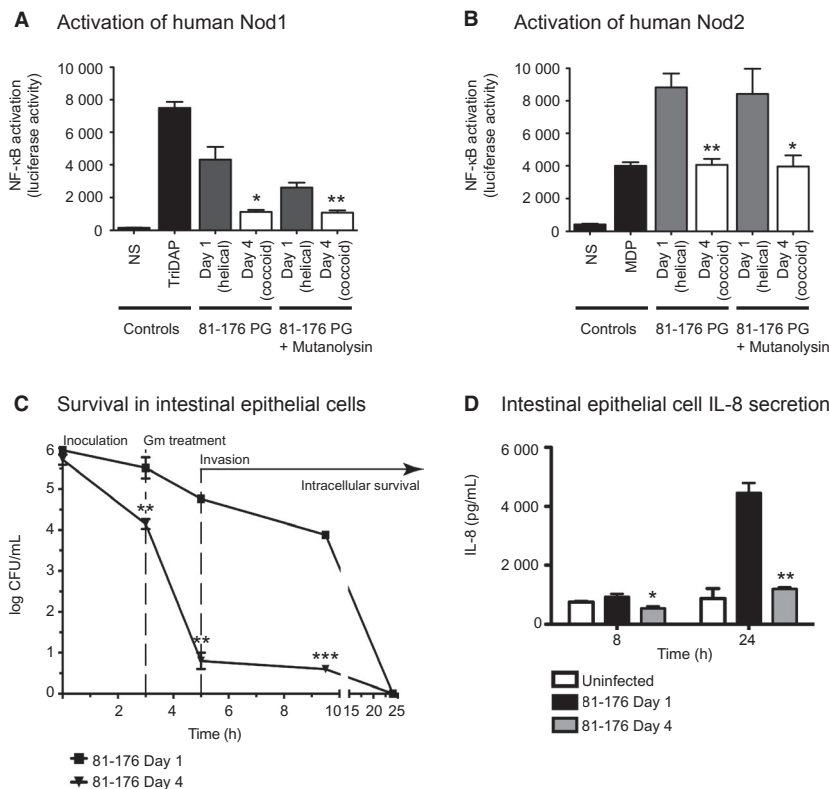 A Activation of human Nod1
NF-κB activation
(luciferase activity)
10 000
8 000
6 000
4 000
2 000
0
*
**
NS
TriDAP
Day 1
(helical)
Day 4
(coccoid)
Day 1
(helical)
Day 4
(coccoid)
Controls
81-176 PG
81-176 PG
+ Mutanolysin
B Activation of human Nod2
NF-κB activation
(luciferase activity)
10 000
8 000
6 000
4 000
2 000
0
**
*
NS
MDP
Day 1
(helical)
Day 4
(coccoid)
Day 1
(helical)
Day 4
(coccoid)
Controls
81-176 PG
81-176 PG
+ Mutanolysin
C Survival in intestinal epithelial cells
Inoculation
Gm treatment
Invasion
Intracellular survival
log CFU/mL
6
5
4
3
2
1
0
**
**
***
2 4 6 8 10 15 20 25
Time (h)
81-176 Day 1
81-176 Day 4
D Intestinal epithelial cell IL-8 secretion
IL-8 (pg/mL)
6 000
4 000
2 000
0
*
**
8 24
Time (h)
Uninfected
81-176 Day 1
81-176 Day 4